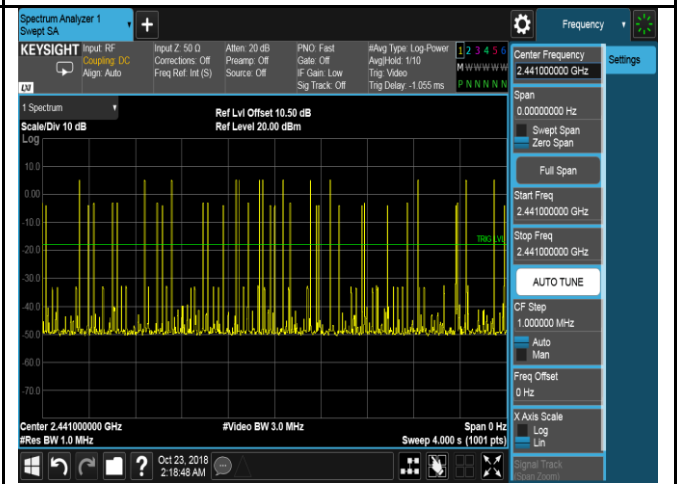 Spectrum Analyzer 1
Swept SA
+
Frequency
KEYSIGHT
Input: RF
Coupling: DC
Align: Auto
Input Z: 50 Ω
Corrections: Off
Freq Ref: Int (S)
Atten: 20 dB
Preamp: Off
Source: Off
PNO: Fast
Gate: Off
IF Gain: Low
Sig Track: Off
#Avg Type: Log-Power
Avg|Hold: 1/10
Trig: Video
Trig Delay: -1.055 ms
1 2 3 4 5 6
M W W W W W
P N N N N N
LXI
1 Spectrum
Scale/Div 10 dB
Log
Ref Lvl Offset 10.50 dB
Ref Level 20.00 dBm
10.0
0.00
-10.0
-20.0
-30.0
-40.0
-50.0
-60.0
-70.0
TRIG LVL
Center 2.441000000 GHz
#Res BW 1.0 MHz
#Video BW 3.0 MHz
Span 0 Hz
Sweep 4.000 s (1001 pts)
Center Frequency
2.441000000 GHz
Settings
Span
0.00000000 Hz
Swept Span
Zero Span
Full Span
Start Freq
2.441000000 GHz
Stop Freq
2.441000000 GHz
AUTO TUNE
CF Step
1.000000 MHz
Auto
Man
Freq Offset
0 Hz
X Axis Scale
Log
Lin
Signal Track
(Span Zoom)
?
Oct 23, 2018
2:18:48 AM